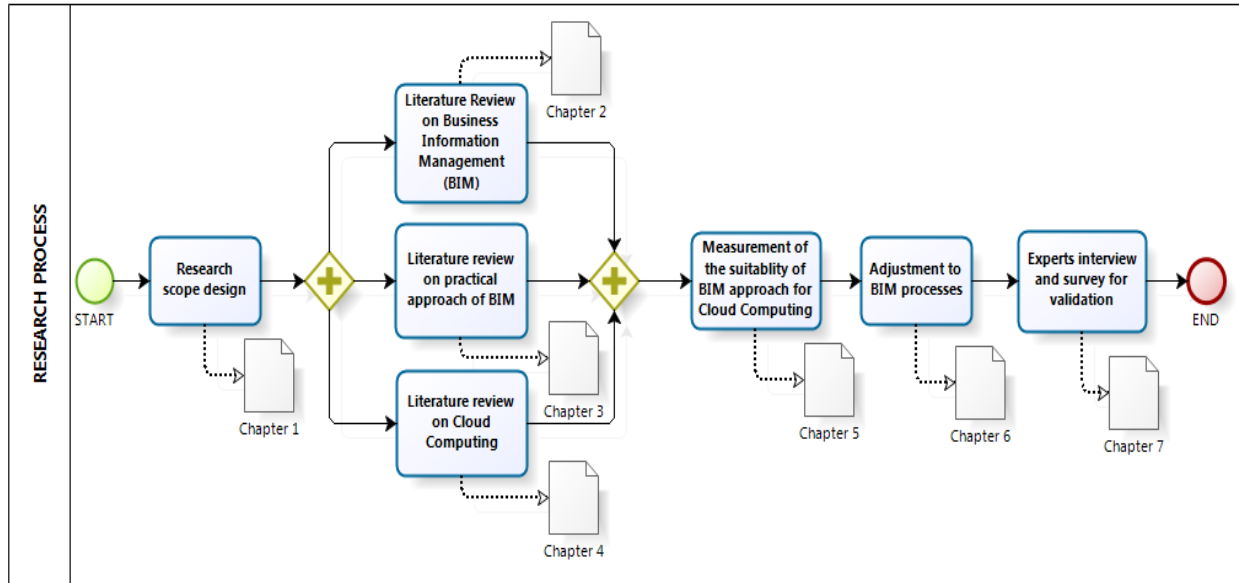 RESEARCH PROCESS
START
Research
scope design
Chapter 1
Literature Review
on Business
Information
Management
(BIM)
Chapter 2
Literature review
on practical
approach of BIM
Chapter 3
Literature review
on Cloud
Computing
Chapter 4
Measurement of
the suitablity of
BIM approach for
Cloud Computing
Chapter 5
Adjustment to
BIM processes
Chapter 6
Experts interview
and survey for
validation
Chapter 7
END